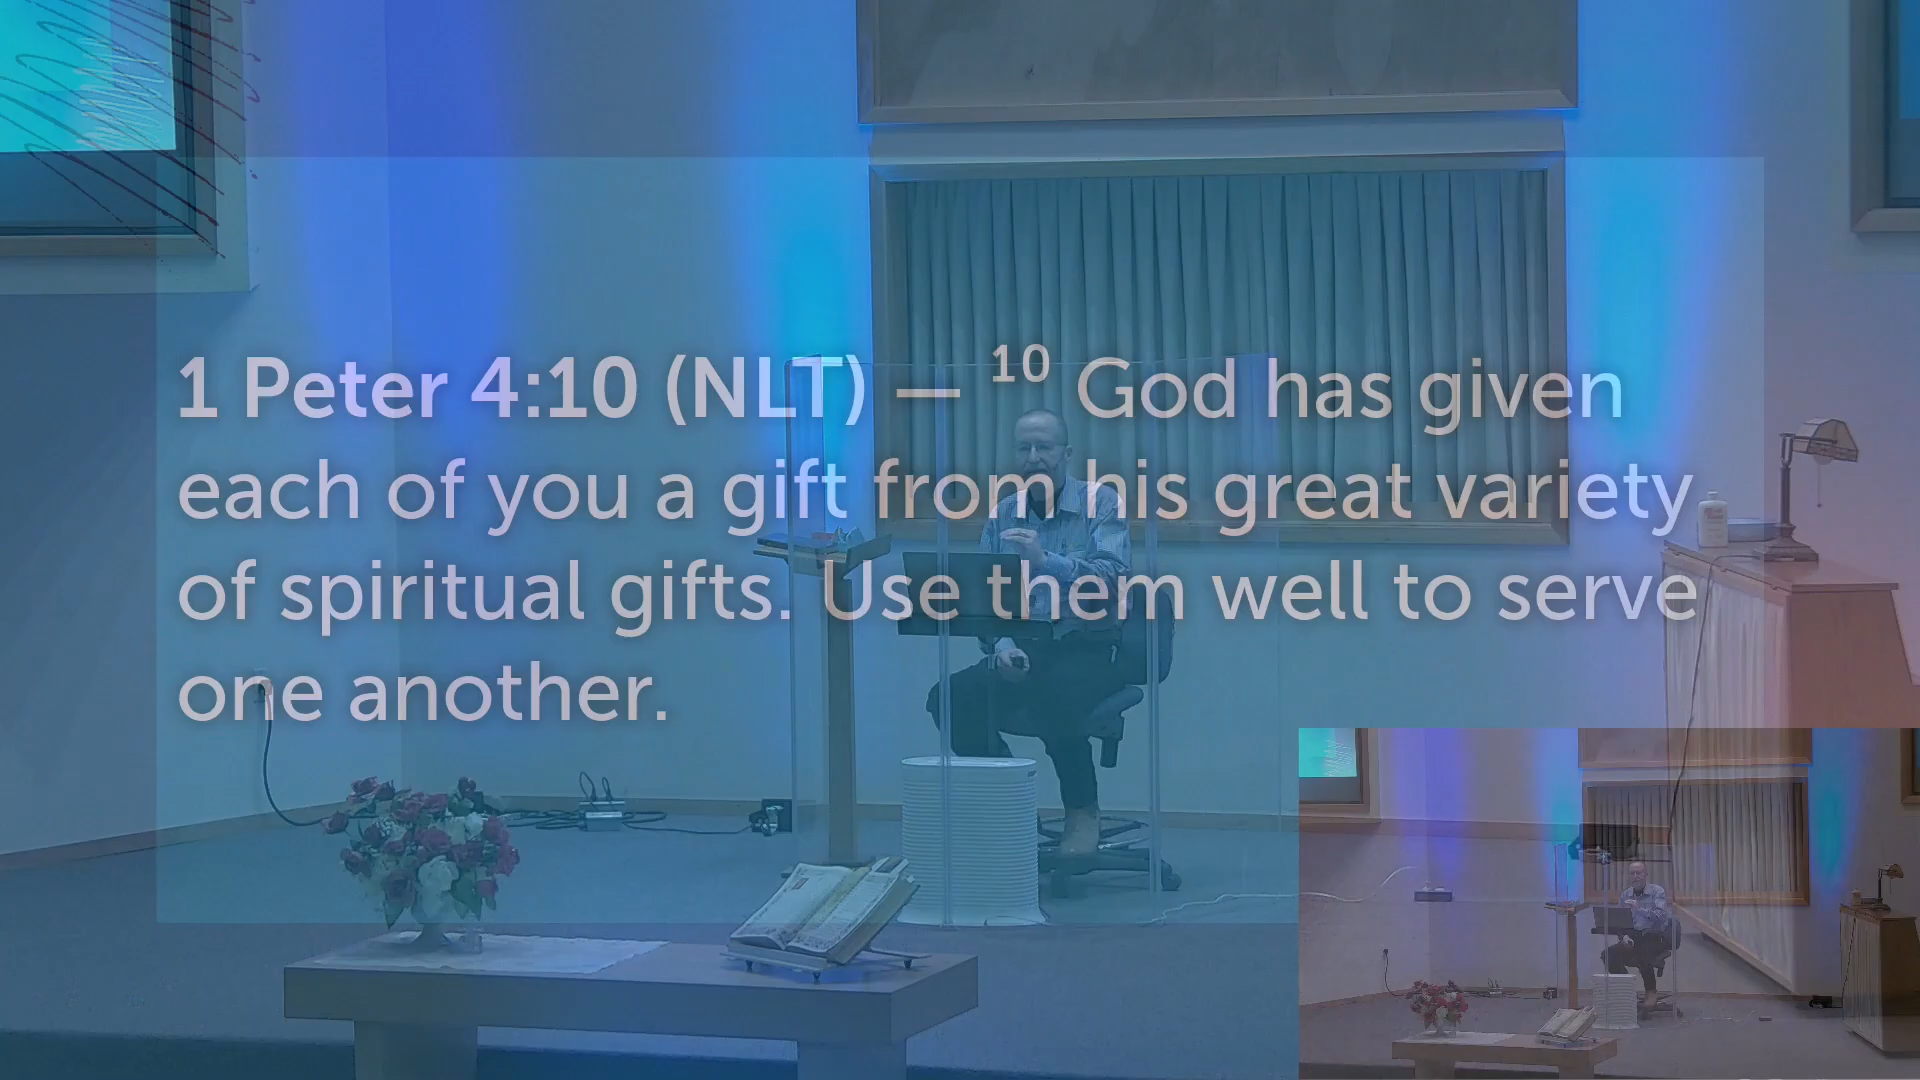 1 Peter 4:10 (NLT) — ¹⁰ God has given
each of you a gift from his great variety
of spiritual gifts. Use them well to serve
one another.